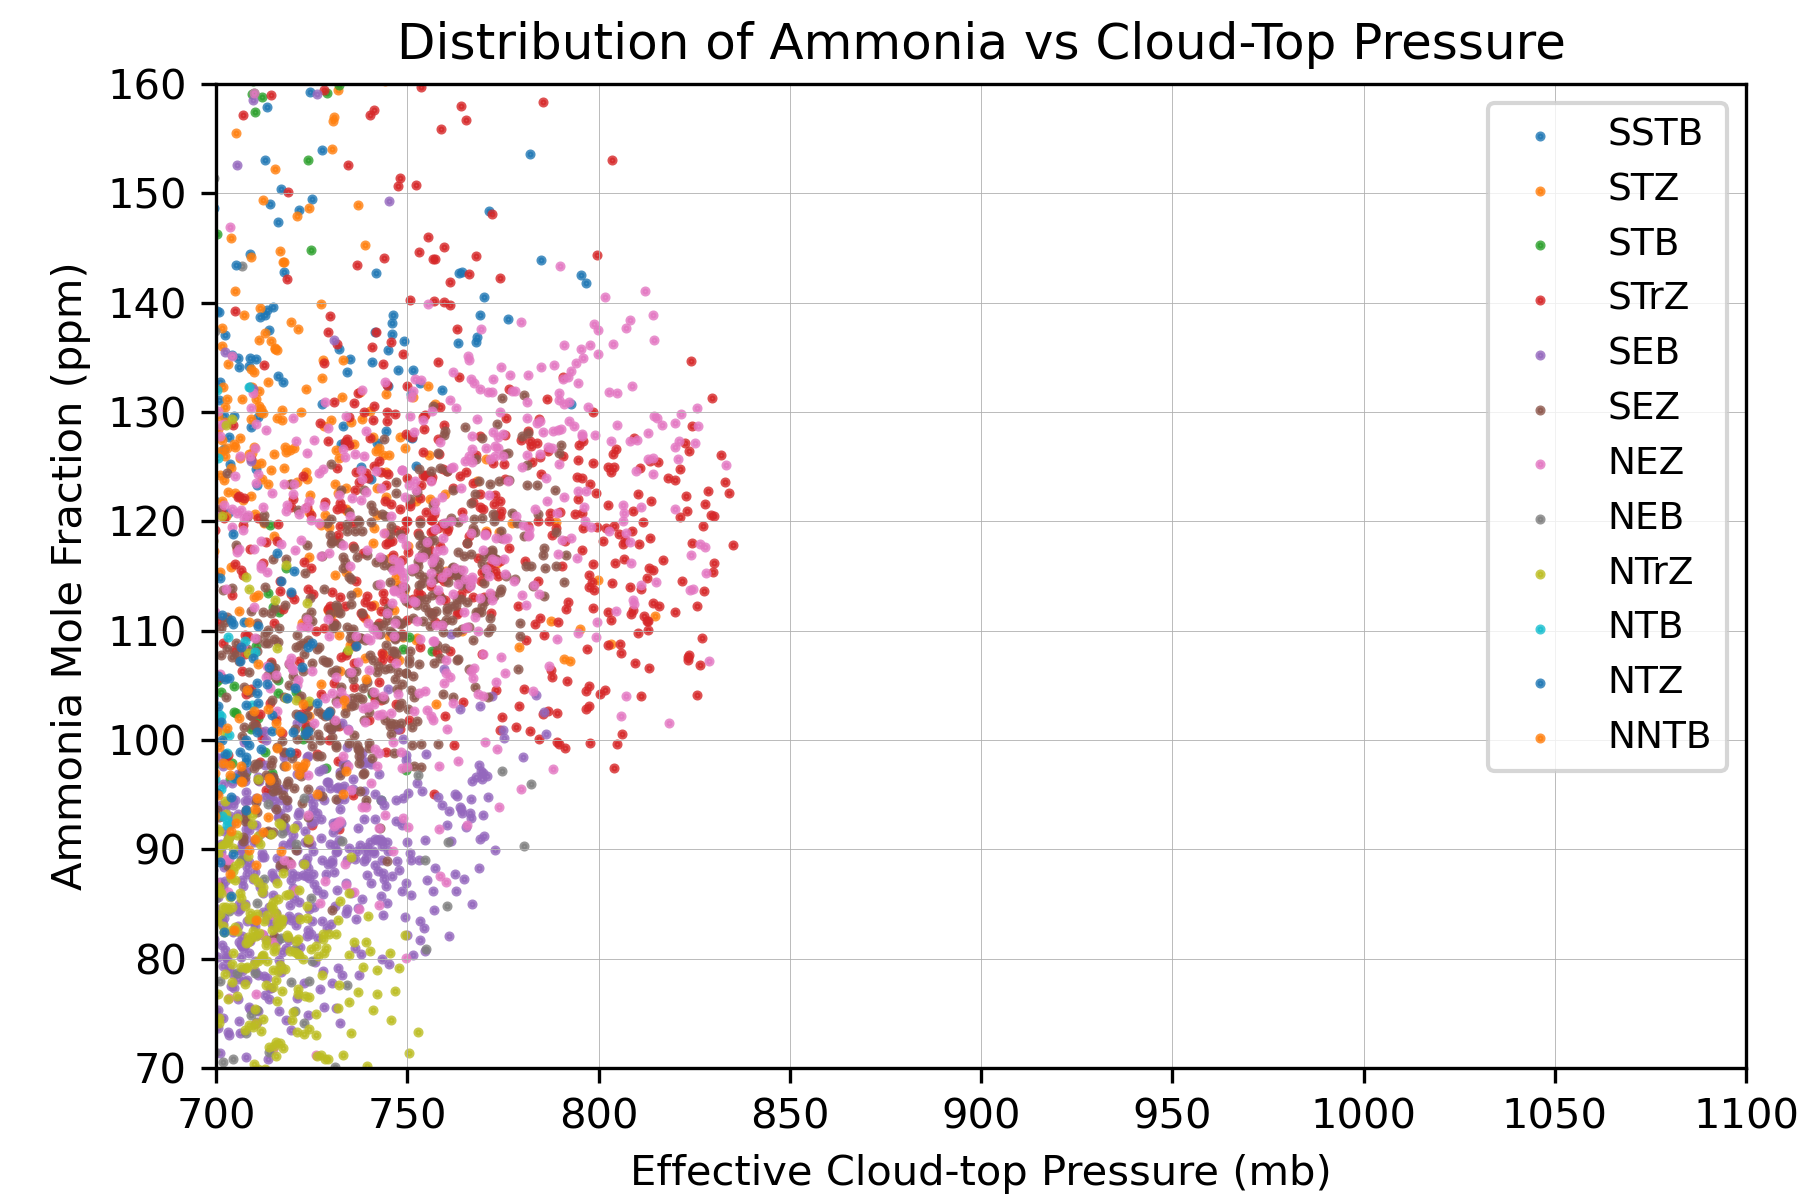 Distribution of Ammonia vs Cloud-Top Pressure
160
150
140
130
120
110
100
90
80
70
Ammonia Mole Fraction (ppm)
SSTB
STZ
STB
STrZ
SEB
SEZ
NEZ
NEB
NTrZ
NTB
NTZ
NNTB
700 750 800 850 900 950 1000 1050 1100
Effective Cloud-top Pressure (mb)